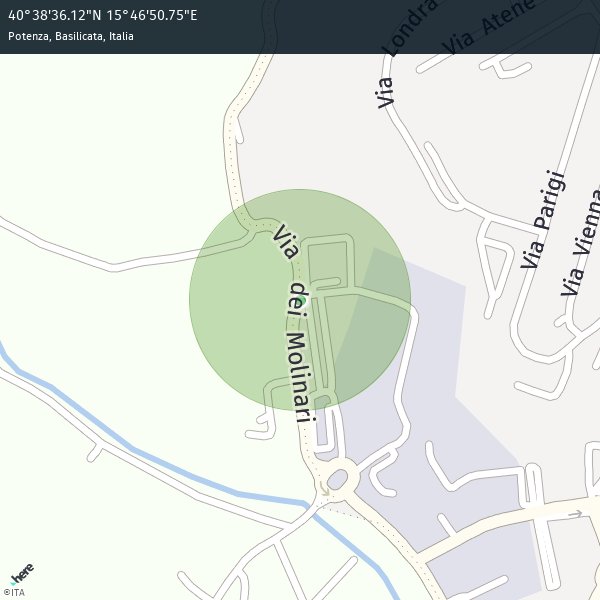 40°38'36.12"N 15°46'50.75"E
Potenza, Basilicata, Italia
Via Londra
Via Atene
Via Parigi
Via Vienna
Via dei Molinari
here
©ITA